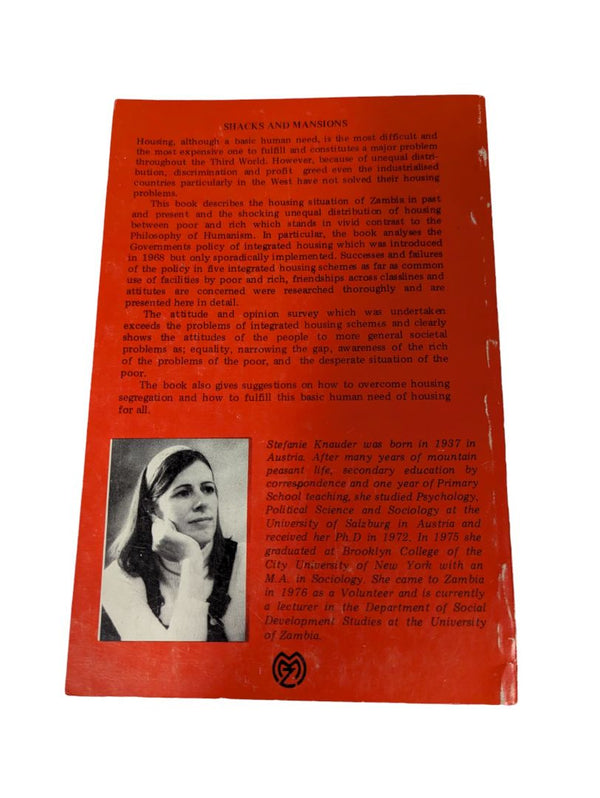 SHACKS AND MANSIONS
Housing, although a basic human need, is the most difficult and
the most expensive one to fulfill and constitutes a major problem
throughout the Third World. However, because of unequal distri-
bution, discrimination and profit greed even the industrialised
countries particularly in the West have not solved their housing
problems.
This book describes the housing situation of Zambia in past
and present and the shocking unequal distribution of housing
between poor and rich which stands in vivid contrast to the
Philosophy of Humanism. In particular, the book analyses the
Governments policy of integrated housing which was introduced
in 1968 but only sporadically implemented. Successes and failures
of the policy in five integrated housing schemes as far as common
use of facilities by poor and rich, friendships across classlines and
attitutes are concerned were researched thoroughly and are
presented here in detail.
The attitude and opinion survey which was undertaken
exceeds the problems of integrated housing schemes and clearly
shows the attitudes of the people to more general societal
problems as; equality, narrowing the gap, awareness of the rich
of the problems of the poor, and the desperate situation of the
poor.
The book also gives suggestions on how to overcome housing
segregation and how to fulfill this basic human need of housing
for all.
Stefanie Knauder was born in 1937 in
Austria. After many years of mountain
peasant life, secondary education by
correspondence and one year of Primary
School teaching, she studied Psychology,
Political Science and Sociology at the
University of Salzburg in Austria and
received her Ph.D in 1972. In 1975 she
graduated at Brooklyn College of the
City University of New York with an
M.A. in Sociology. She came to Zambia
in 1976 as a Volunteer and is currently
a lecturer in the Department of Social
Development Studies at the University
of Zambia.